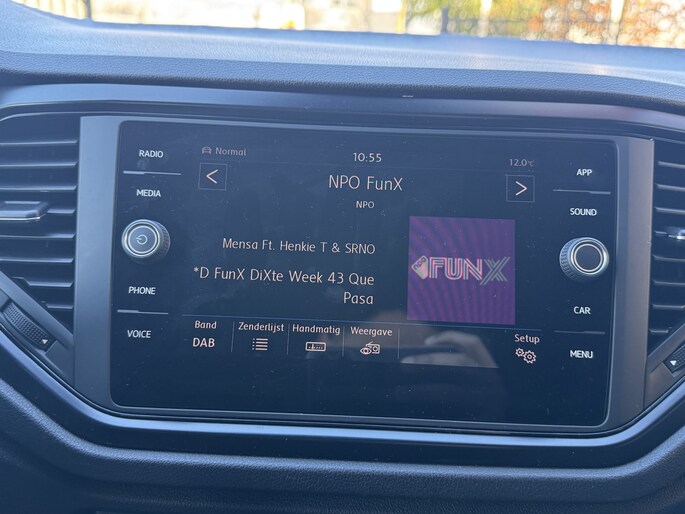 RADIO
MEDIA
PHONE
VOICE
Normal
10:55
12.0°C
<
NPO FunX
>
NPO
Mensa Ft. Henkie T & SRNO
*D FunX DiXte Week 43 Que
Pasa
FUNX
Band
DAB
Zenderlijst
Handmatig
Weergave
Setup
APP
SOUND
CAR
MENU